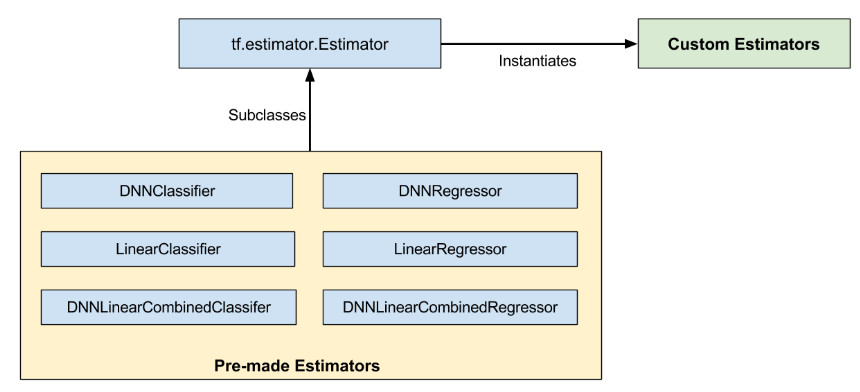 tf.estimator.Estimator
Custom Estimators
Instantiates
Subclasses
DNNClassifier
DNNRegressor
LinearClassifier
LinearRegressor
DNNLinearCombinedClassifer
DNNLinearCombinedRegressor
Pre-made Estimators